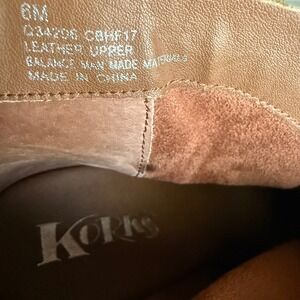 6M
Q34206 CBHF17
LEATHER UPPER
BALANCE MAN MADE MATERIALS
MADE IN CHINA
KORKS